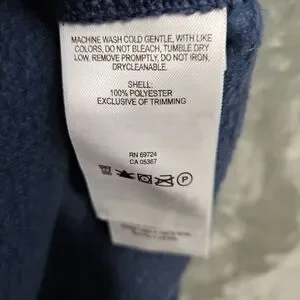 MACHINE WASH COLD GENTLE, WITH LIKE
COLORS, DO NOT BLEACH, TUMBLE DRY
LOW, REMOVE PROMPTLY, DO NOT IRON,
DRYCLEANABLE.
SHELL:
100% POLYESTER
EXCLUSIVE OF TRIMMING
RN 69724
CA 05367
P